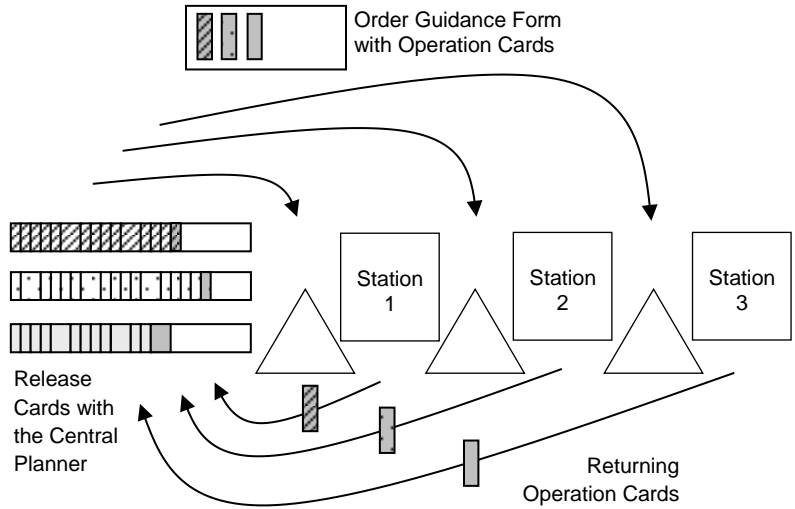 Order Guidance Form
with Operation Cards
Station
1
Station
2
Station
3
Release
Cards with
the Central
Planner
Returning
Operation Cards